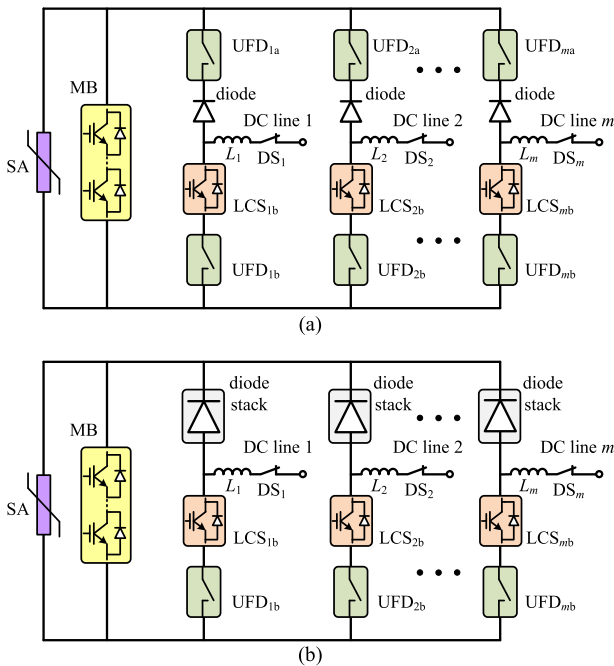 UFD1a
UFD2a
UFDma
MB
diode
diode
diode
DC line 1
DC line 2
DC line m
SA
L1
DS1
L2
DS2
Lm
DSm
LCS1b
LCS2b
LCSmb
UFD1b
UFD2b
UFDmb
(a)
diode
stack
diode
stack
diode
stack
MB
DC line 1
DC line 2
DC line m
SA
L1
DS1
L2
DS2
Lm
DSm
LCS1b
LCS2b
LCSmb
UFD1b
UFD2b
UFDmb
(b)